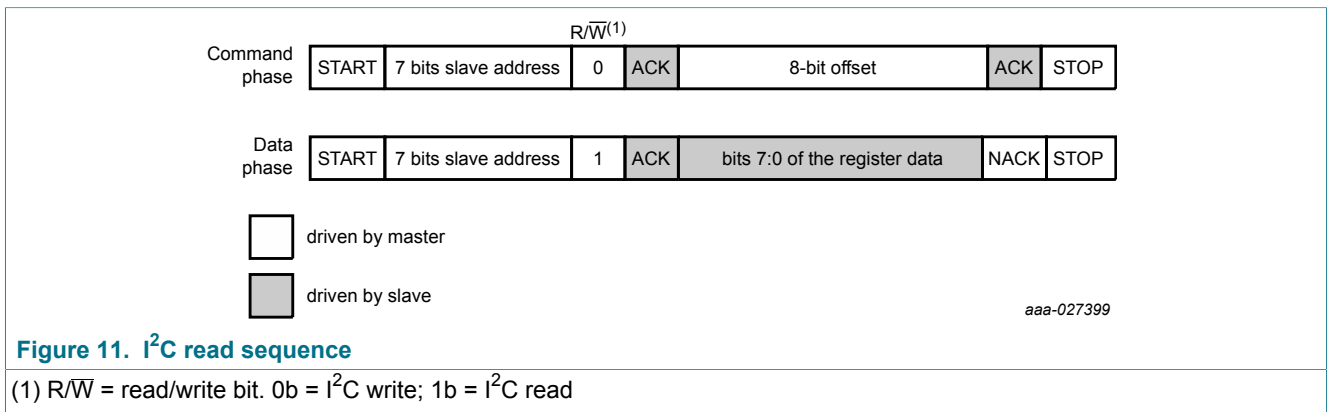 R/W̅(1)
Command phase START 7 bits slave address 0 ACK 8-bit offset ACK STOP
Data phase START 7 bits slave address 1 ACK bits 7:0 of the register data NACK STOP
driven by master
driven by slave
aaa-027399
Figure 11. I²C read sequence
(1) R/W̅ = read/write bit. 0b = I²C write; 1b = I²C read